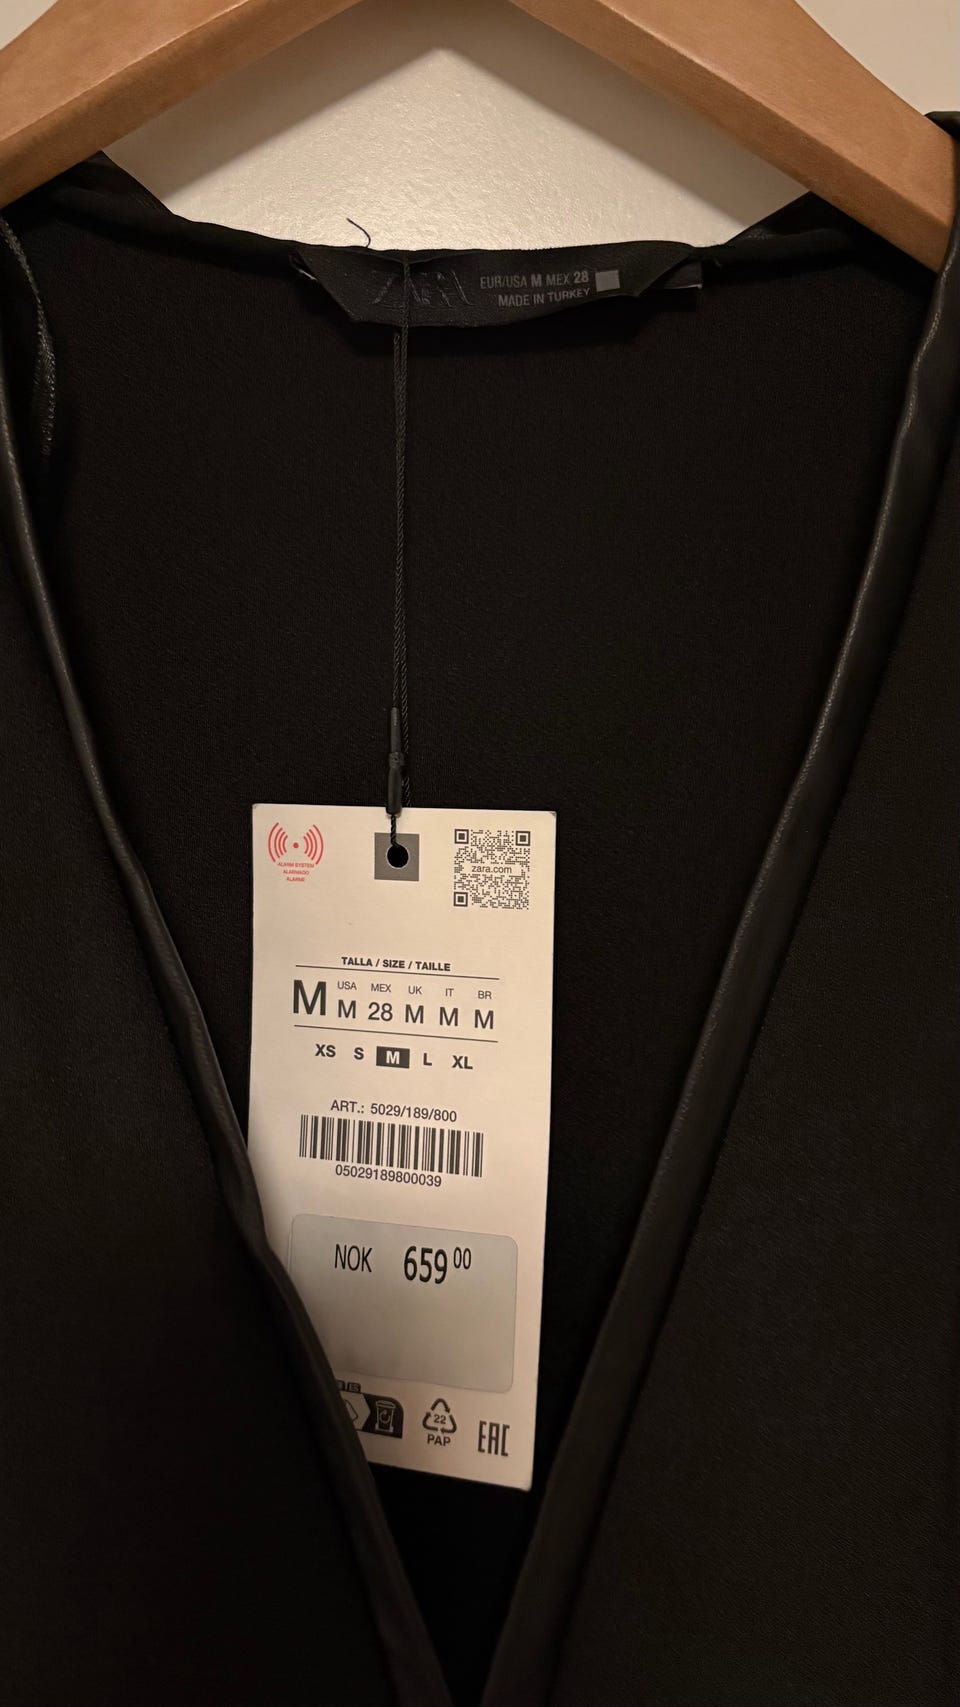 ZARA
EUR/USA M MEX 28
MADE IN TURKEY
ALARM SYSTEM
ALARMADO
ALARME
zara.com
TALLA / SIZE / TAILLE
USA MEX UK IT BR
M M 28 M M M
XS S M L XL
ART.: 5029/189/800
05029189800039
NOK 659 00
ES
22
PAP
EAC